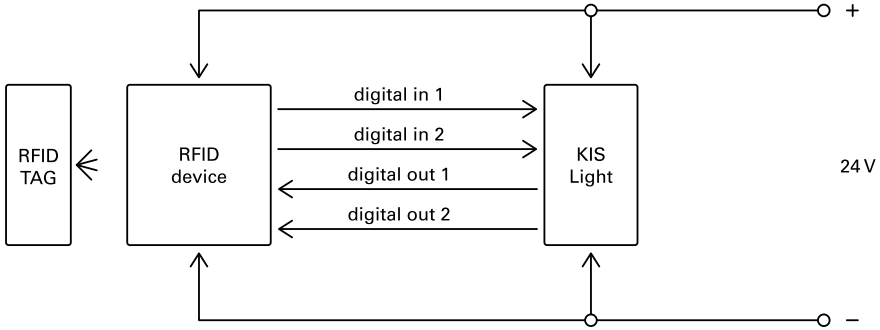 +
digital in 1
digital in 2
RFID
TAG
RFID
device
KIS
Light
24 V
digital out 1
digital out 2
−